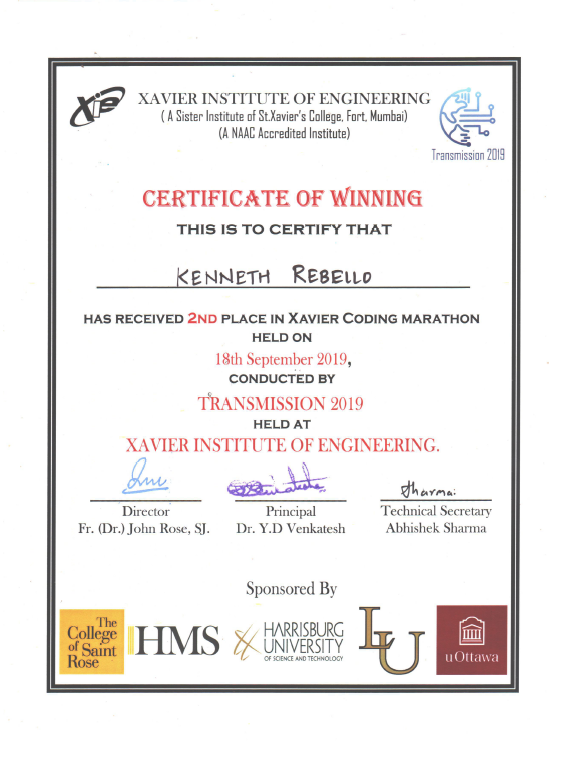 XIE
XAVIER INSTITUTE OF ENGINEERING
( A Sister Institute of St.Xavier's College, Fort, Mumbai)
(A NAAC Accredited Institute)
Transmission 2019
CERTIFICATE OF WINNING
THIS IS TO CERTIFY THAT
KENNETH REBELLO
HAS RECEIVED 2ND PLACE IN XAVIER CODING MARATHON
HELD ON
18th September 2019,
CONDUCTED BY
TRANSMISSION 2019
HELD AT
XAVIER INSTITUTE OF ENGINEERING.
Sharma.
Director
Principal
Technical Secretary
Fr. (Dr.) John Rose, SJ.
Dr. Y.D Venkatesh
Abhishek Sharma
Sponsored By
The
College
of Saint
Rose
HMS
HARRISBURG
UNIVERSITY
OF SCIENCE AND TECHNOLOGY
LU
uOttawa